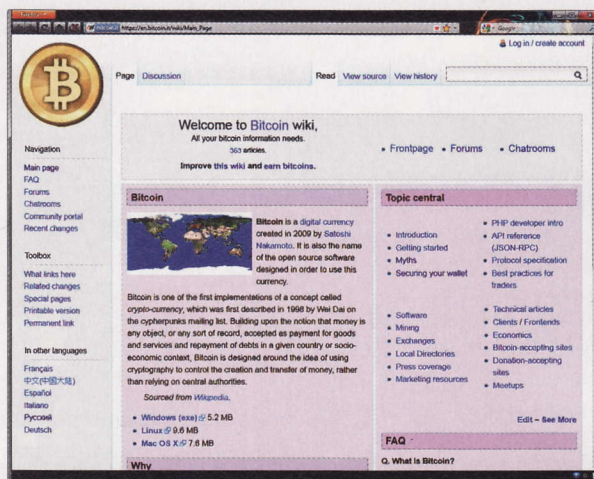 https://en.bitcoin.it/wiki/Main_Page
Google
Log in / create account
Page Discussion
Read View source View history
Welcome to Bitcoin wiki,
All your bitcoin information needs.
363 articles.
Improve this wiki and earn bitcoins.
• Frontpage • Forums • Chatrooms
Navigation
Main page
FAQ
Forums
Chatrooms
Community portal
Recent changes
Toolbox
What links here
Related changes
Special pages
Printable version
Permanent link
In other languages
Français
中文(中国大陆)
Español
Italiano
Русский
Deutsch
Bitcoin
Bitcoin is a digital currency
created in 2009 by Satoshi
Nakamoto. It is also the name
of the open source software
designed in order to use this
currency.
Bitcoin is one of the first implementations of a concept called
crypto-currency, which was first described in 1998 by Wei Dai on
the cypherpunks mailing list. Building upon the notion that money is
any object, or any sort of record, accepted as payment for goods
and services and repayment of debts in a given country or socio-
economic context, Bitcoin is designed around the idea of using
cryptography to control the creation and transfer of money, rather
than relying on central authorities.
Sourced from Wikipedia.
• Windows (exe) 5.2 MB
• Linux 9.6 MB
• Mac OS X 7.6 MB
Why
Topic central
• Introduction
• Getting started
• Myths
• Securing your wallet
• PHP developer intro
• API reference
(JSON-RPC)
• Protocol specification
• Best practices for
traders
• Software
• Mining
• Exchanges
• Local Directories
• Press coverage
• Marketing resources
• Technical articles
• Clients / Frontends
• Economics
• Bitcoin-accepting sites
• Donation-accepting
sites
• Meetups
Edit – See More
FAQ
Q. What is Bitcoin?